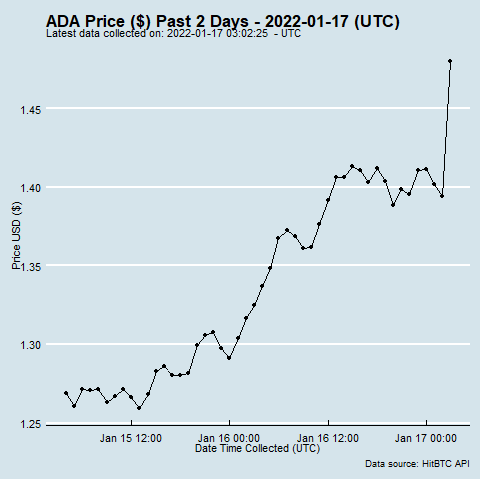 ADA Price ($) Past 2 Days - 2022-01-17 (UTC)
Latest data collected on: 2022-01-17 03:02:25 - UTC
1.45
1.40
1.35
1.30
1.25
Price USD ($)
Jan 15 12:00 Jan 16 00:00 Jan 16 12:00 Jan 17 00:00
Date Time Collected (UTC)
Data source: HitBTC API